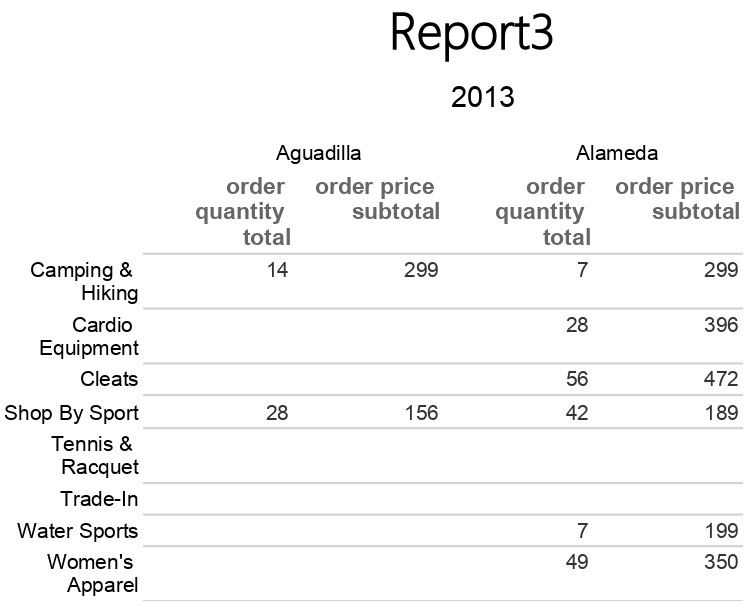 Report3
2013
Aguadilla Alameda
order order price order order price
quantity subtotal quantity subtotal
total total
Camping & 14 299 7 299
Hiking
Cardio 28 396
Equipment
Cleats 56 472
Shop By Sport 28 156 42 189
Tennis &
Racquet
Trade-In
Water Sports 7 199
Women's 49 350
Apparel